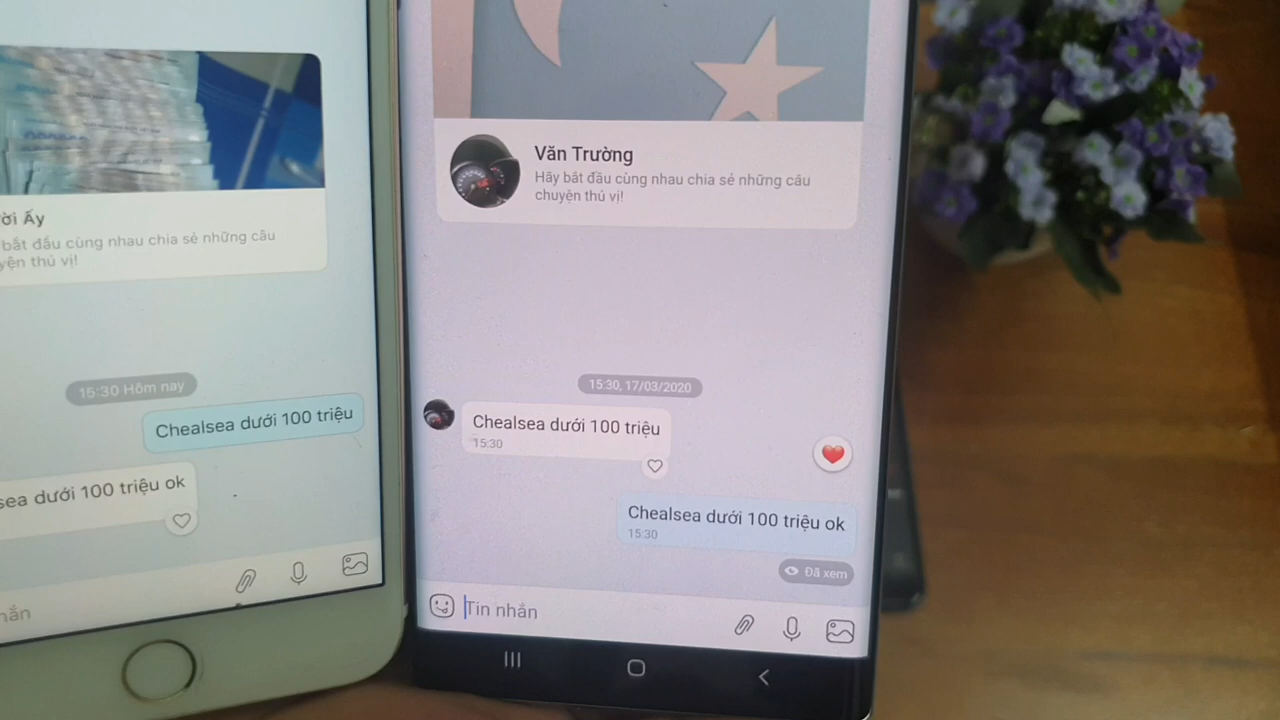 ời Ấy
bắt đầu cùng nhau chia sẻ những câu
yện thú vị!
15:30 Hôm nay
Chealsea dưới 100 triệu
sea dưới 100 triệu ok
nhắn
Văn Trường
Hãy bắt đầu cùng nhau chia sẻ những câu
chuyện thú vị!
15:30, 17/03/2020
Chealsea dưới 100 triệu
15:30
Chealsea dưới 100 triệu ok
15:30
Đã xem
Tin nhắn